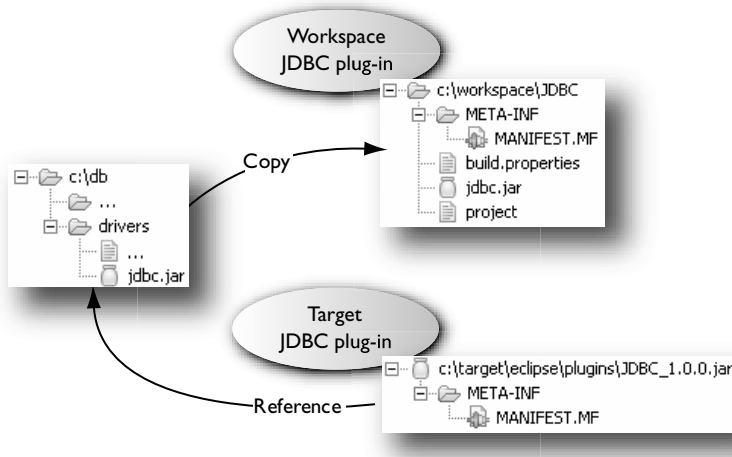 Workspace
JDBC plug-in
c:\workspace\JDBC
META-INF
MANIFEST.MF
build.properties
jdbc.jar
project
Copy
c:\db
...
drivers
...
jdbc.jar
Target
JDBC plug-in
c:\target\eclipse\plugins\JDBC_1.0.0.jar
META-INF
MANIFEST.MF
Reference